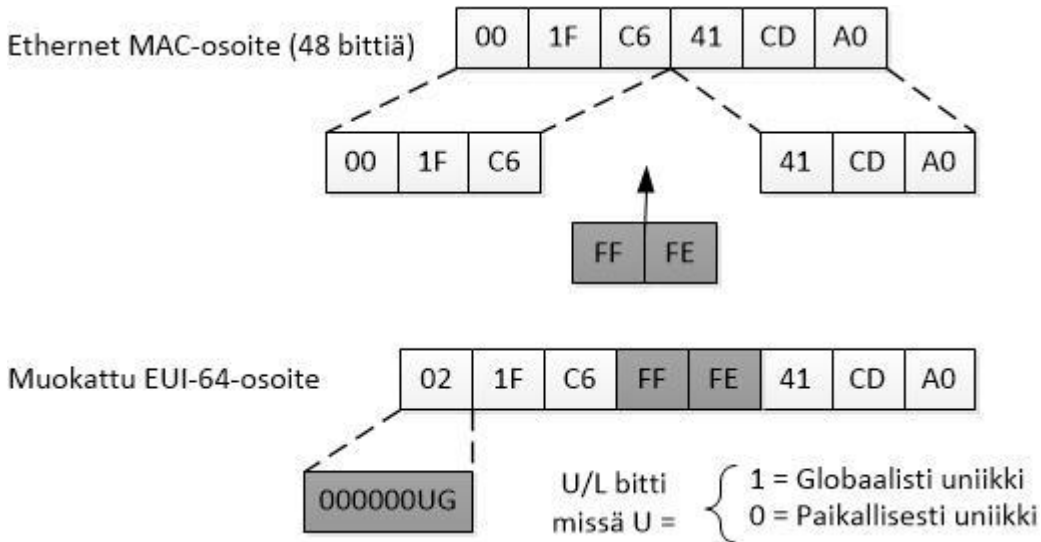 Ethernet MAC-osoite (48 bittiä) 00 1F C6 41 CD A0
00 1F C6 41 CD A0
FF FE
Muokattu EUI-64-osoite 02 1F C6 FF FE 41 CD A0
000000UG
U/L bitti 1 = Globaalisti uniikki
missä U = 0 = Paikallisesti uniikki